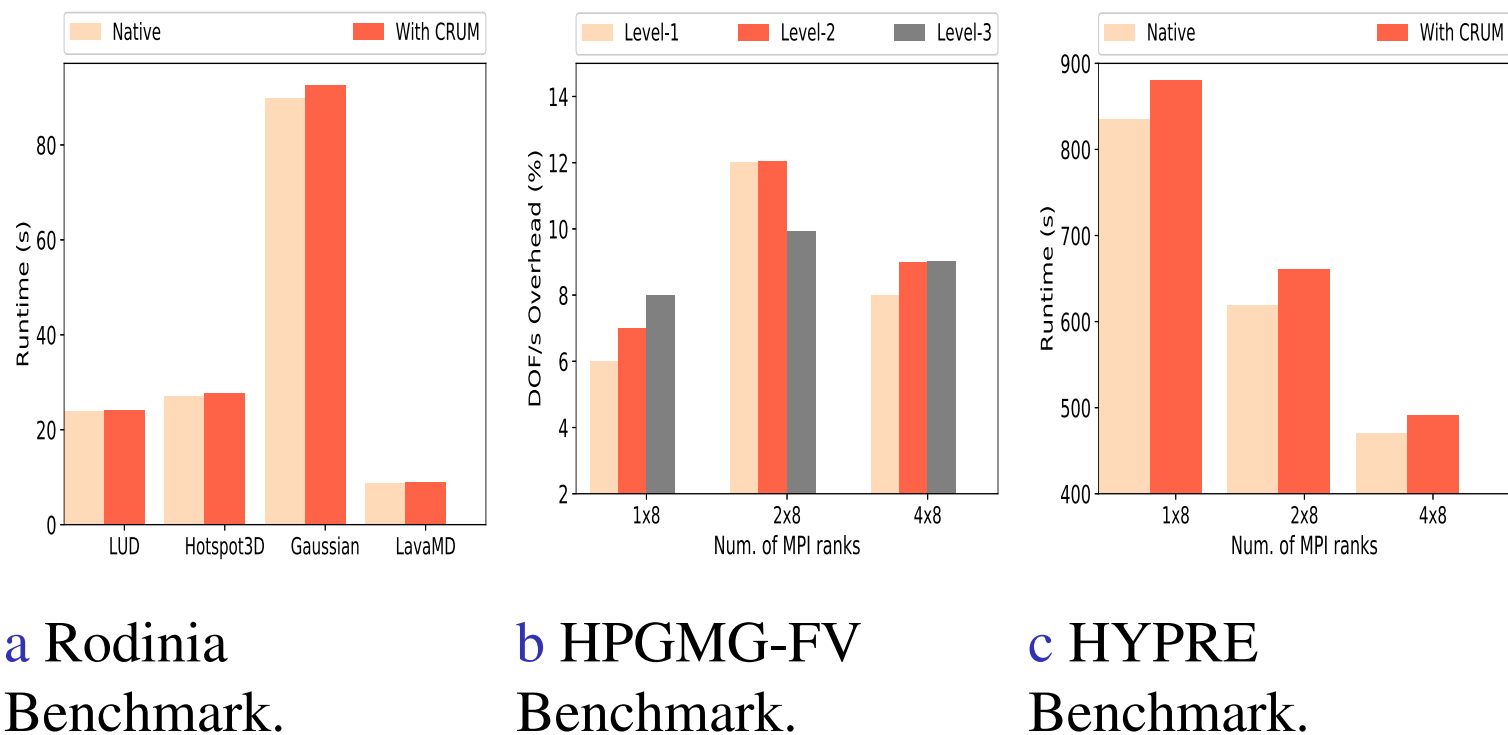 Native With CRUM
80
60
40
20
0
Runtime (s)
LUD Hotspot3D Gaussian LavaMD
a Rodinia
Benchmark.
Level-1 Level-2 Level-3
14
12
10
8
6
4
2
DOF/s Overhead (%)
1x8 2x8 4x8
Num. of MPI ranks
b HPGMG-FV
Benchmark.
Native With CRUM
900
800
700
600
500
400
Runtime (s)
1x8 2x8 4x8
Num. of MPI ranks
c HYPRE
Benchmark.